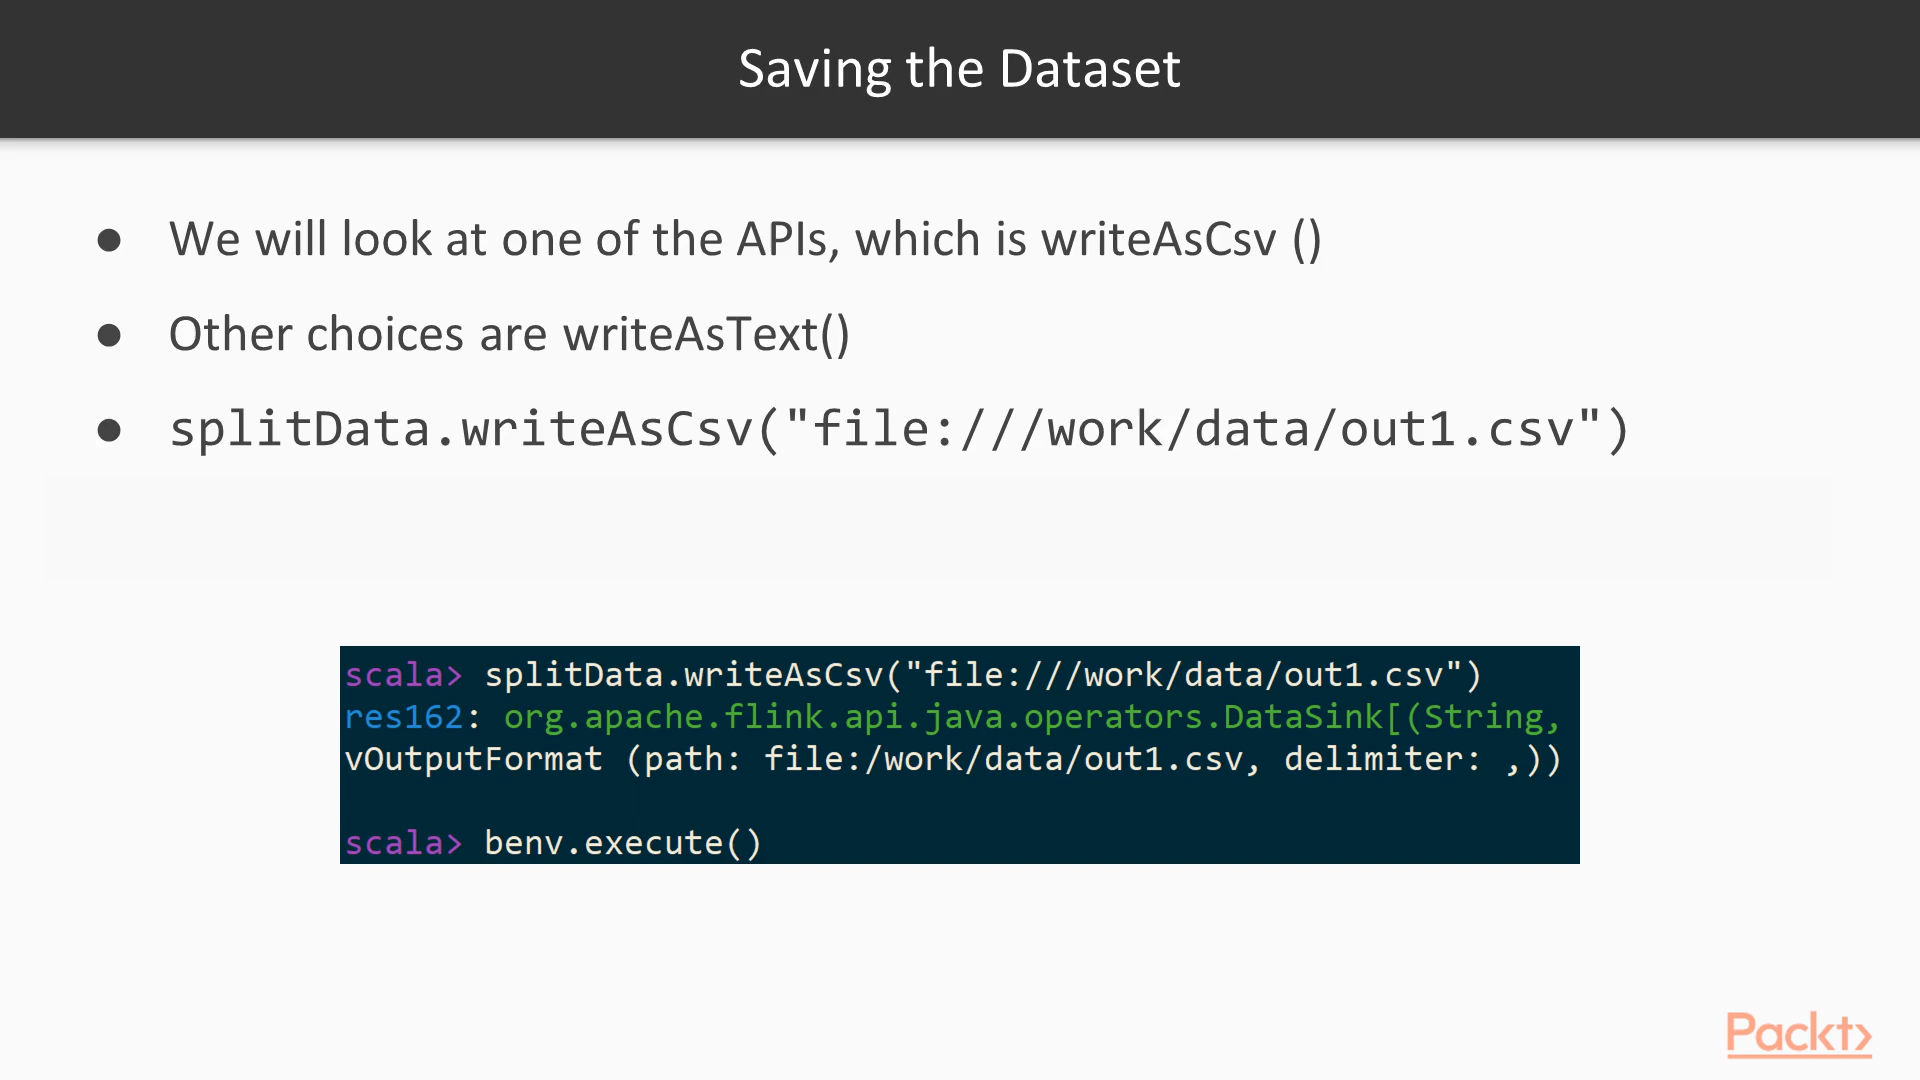 Saving the Dataset
● We will look at one of the APIs, which is writeAsCsv ()
● Other choices are writeAsText()
● splitData.writeAsCsv("file:///work/data/out1.csv")
scala> splitData.writeAsCsv("file:///work/data/out1.csv")
res162: org.apache.flink.api.java.operators.DataSink[(String,
vOutputFormat (path: file:/work/data/out1.csv, delimiter: ,))
scala> benv.execute()
Packt>